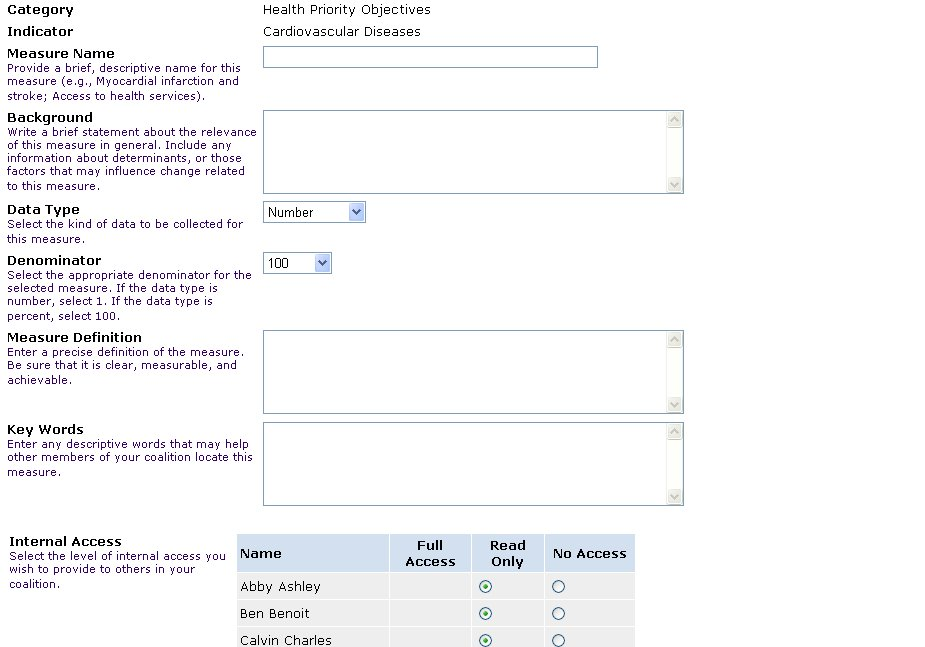 Category
Health Priority Objectives
Indicator
Cardiovascular Diseases
Measure Name
Provide a brief, descriptive name for this
measure (e.g., Myocardial infarction and
stroke; Access to health services).
Background
Write a brief statement about the relevance
of this measure in general. Include any
information about determinants, or those
factors that may influence change related
to this measure.
Data Type
Number
Select the kind of data to be collected for
this measure.
Denominator
100
Select the appropriate denominator for the
selected measure. If the data type is
number, select 1. If the data type is
percent, select 100.
Measure Definition
Enter a precise definition of the measure.
Be sure that it is clear, measurable, and
achievable.
Key Words
Enter any descriptive words that may help
other members of your coalition locate this
measure.
Internal Access
Select the level of internal access you
wish to provide to others in your
coalition.
Name
Full
Access
Read
Only
No Access
Abby Ashley
Ben Benoit
Calvin Charles